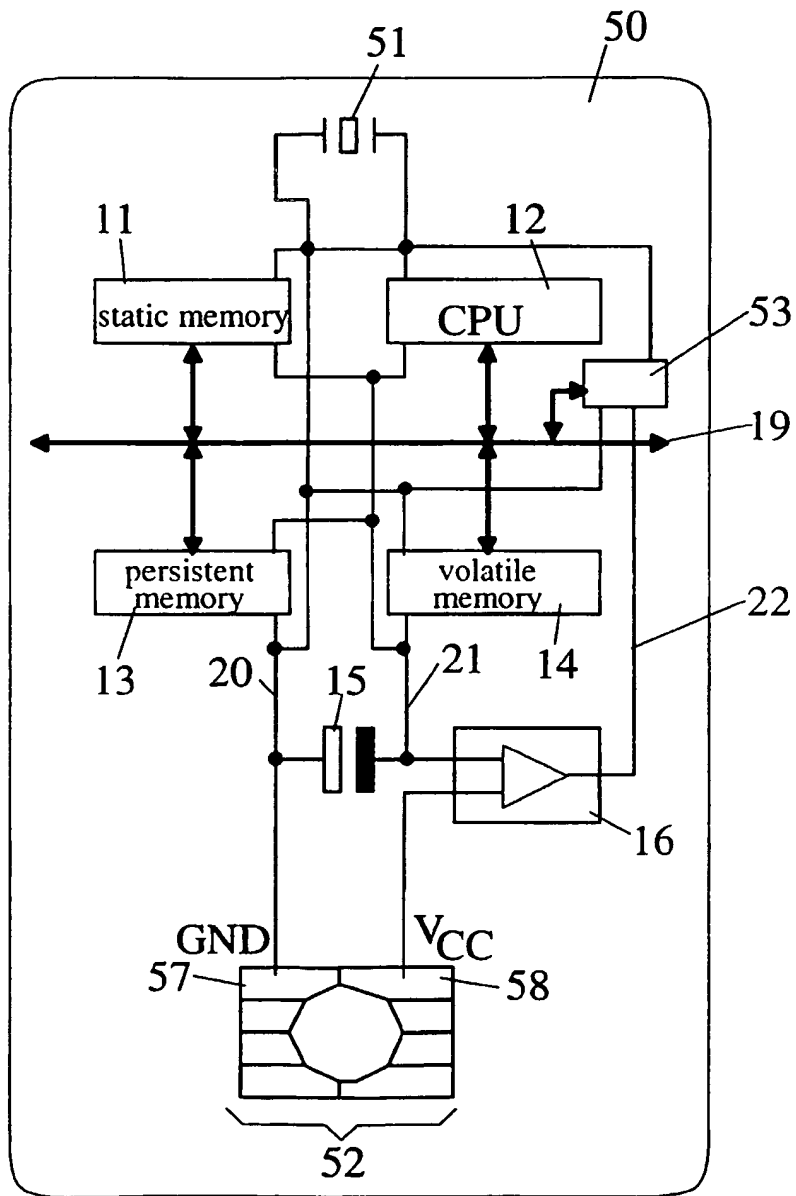 51
50
11
12
static memory
CPU
53
19
persistent
memory
volatile
memory
22
13
20
15
21
14
16
GND
VCC
57
58
52